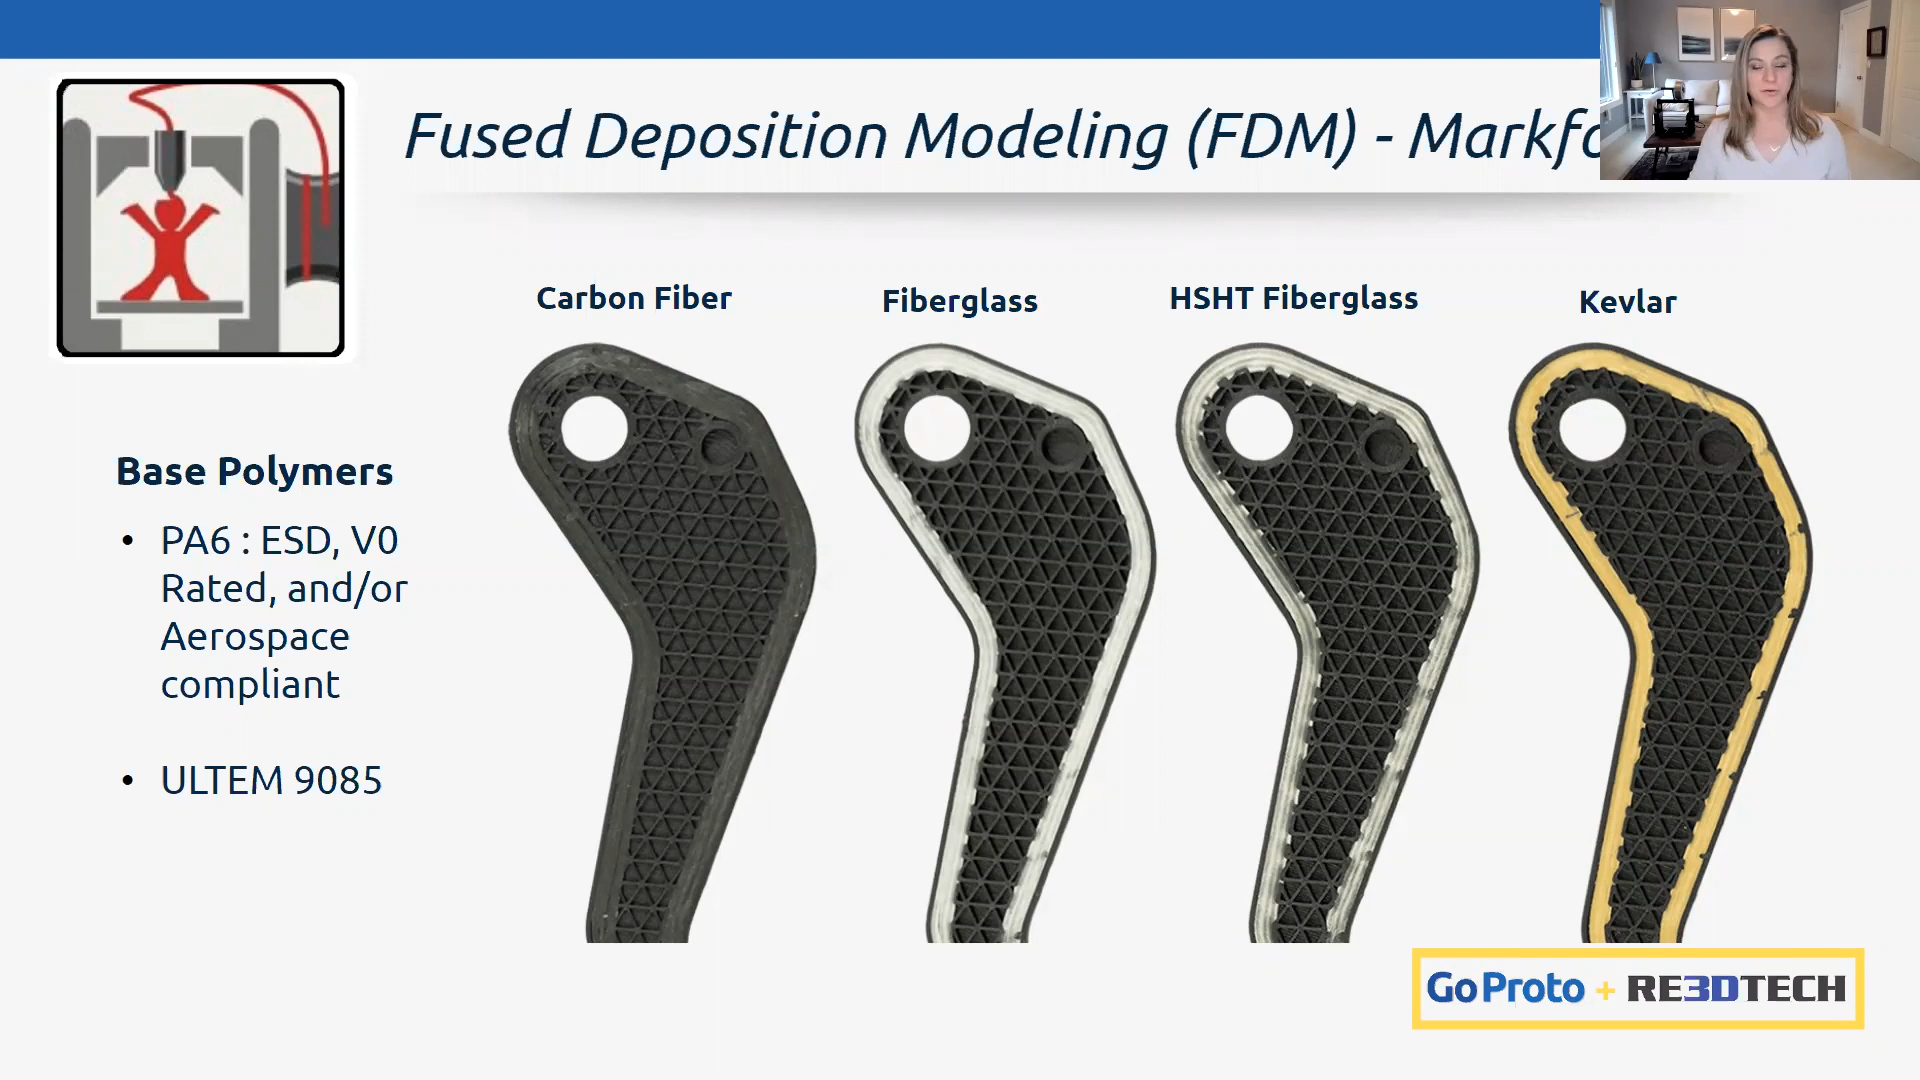 Fused Deposition Modeling (FDM) - Markfo
Carbon Fiber
Fiberglass
HSHT Fiberglass
Kevlar
Base Polymers
• PA6 : ESD, V0
Rated, and/or
Aerospace
compliant
• ULTEM 9085
GoProto + RE3DTECH